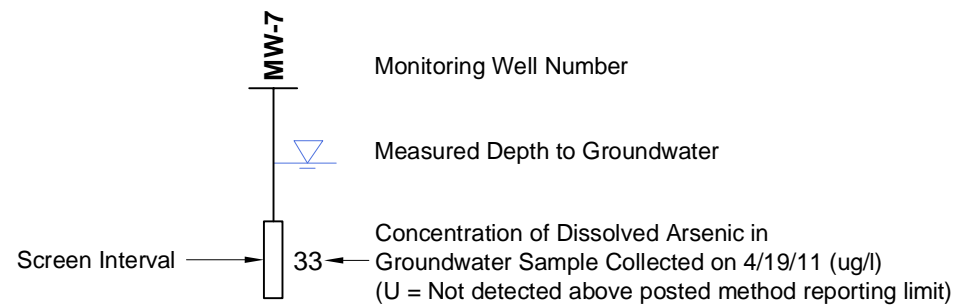 MW-7
Monitoring Well Number
Measured Depth to Groundwater
Concentration of Dissolved Arsenic in
Screen Interval
33
Groundwater Sample Collected on 4/19/11 (ug/l)
(U = Not detected above posted method reporting limit)